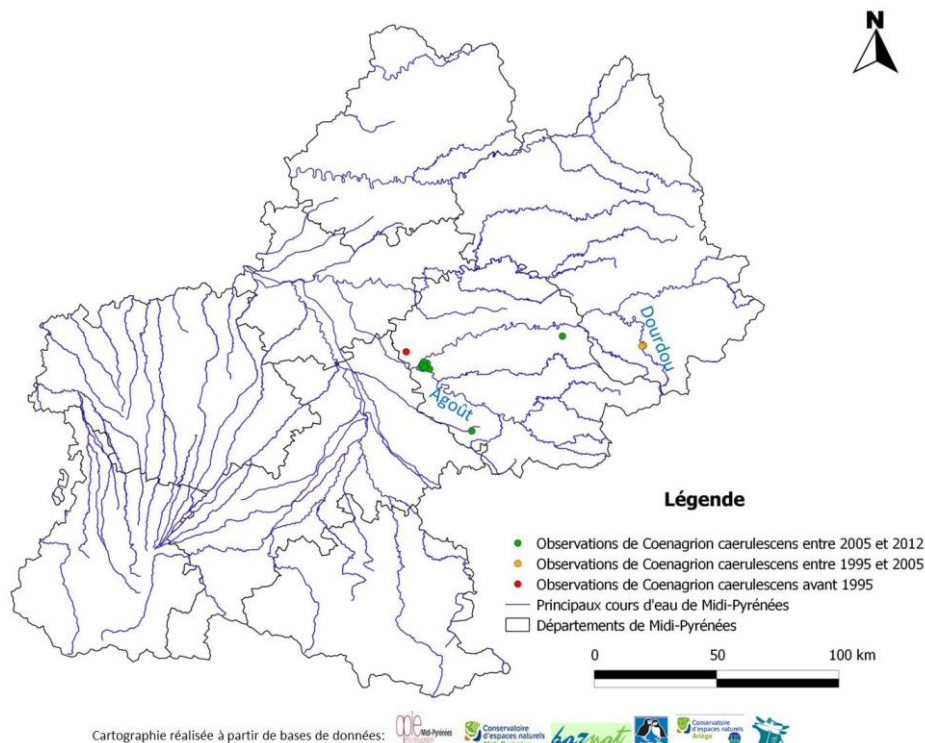 N
Dourdou
Agoût
Légende
Observations de Coenagrion caerulescens entre 2005 et 2012
Observations de Coenagrion caerulescens entre 1995 et 2005
Observations de Coenagrion caerulescens avant 1995
Principaux cours d'eau de Midi-Pyrénées
Départements de Midi-Pyrénées
0 50 100 km
Cartographie réalisée à partir de bases de données:
Midi-Pyrénées
Conservatoire
d'espaces naturels
Conservatoire
d'espaces naturels
Ariège